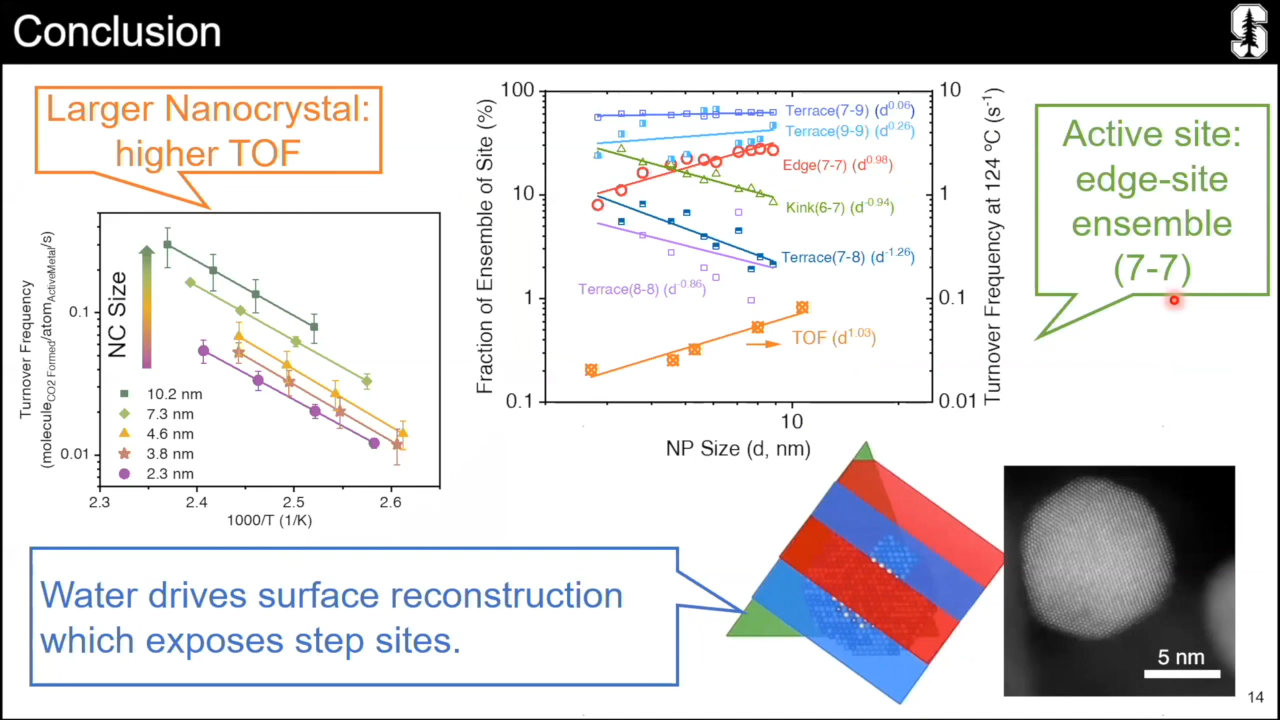 Conclusion
S
Larger Nanocrystal:
higher TOF
Turnover Frequency
(molecule_CO2 Formed/atom_ActiveMetal/s)
0.1
0.01
NC Size
10.2 nm
7.3 nm
4.6 nm
3.8 nm
2.3 nm
2.3
2.4
2.5
2.6
1000/T (1/K)
Fraction of Ensemble of Site (%)
100
10
1
0.1
Terrace(7-9) (d^0.06)
Terrace(9-9) (d^0.26)
Edge(7-7) (d^0.98)
Kink(6-7) (d^-0.94)
Terrace(7-8) (d^-1.26)
Terrace(8-8) (d^-0.86)
TOF (d^1.03)
10
1
0.1
0.01
Turnover Frequency at 124 ºC (s^-1)
10
NP Size (d, nm)
Active site:
edge-site
ensemble
(7-7)
Water drives surface reconstruction
which exposes step sites.
5 nm
14